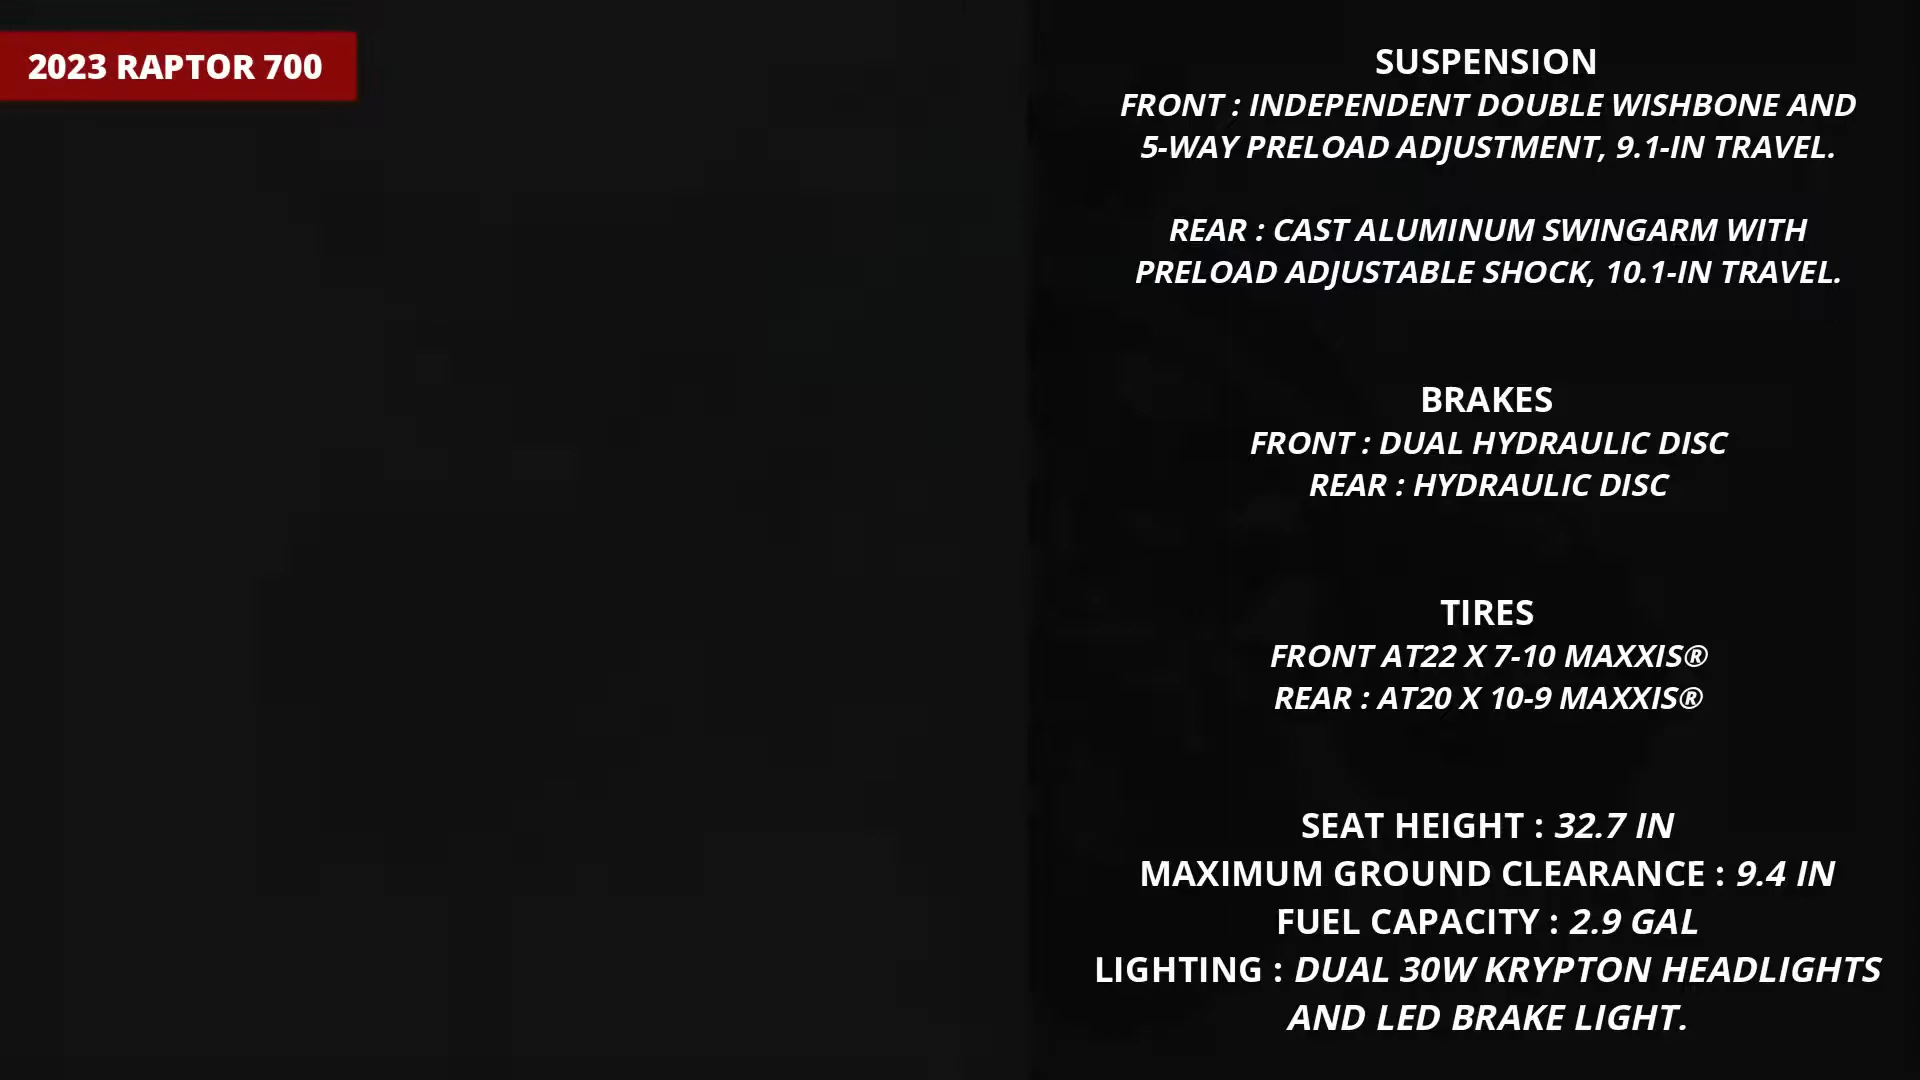 2023 RAPTOR 700
SUSPENSION
FRONT : INDEPENDENT DOUBLE WISHBONE AND
5-WAY PRELOAD ADJUSTMENT, 9.1-IN TRAVEL.
REAR : CAST ALUMINUM SWINGARM WITH
PRELOAD ADJUSTABLE SHOCK, 10.1-IN TRAVEL.
BRAKES
FRONT : DUAL HYDRAULIC DISC
REAR : HYDRAULIC DISC
TIRES
FRONT AT22 X 7-10 MAXXIS®
REAR : AT20 X 10-9 MAXXIS®
SEAT HEIGHT : 32.7 IN
MAXIMUM GROUND CLEARANCE : 9.4 IN
FUEL CAPACITY : 2.9 GAL
LIGHTING : DUAL 30W KRYPTON HEADLIGHTS
AND LED BRAKE LIGHT.